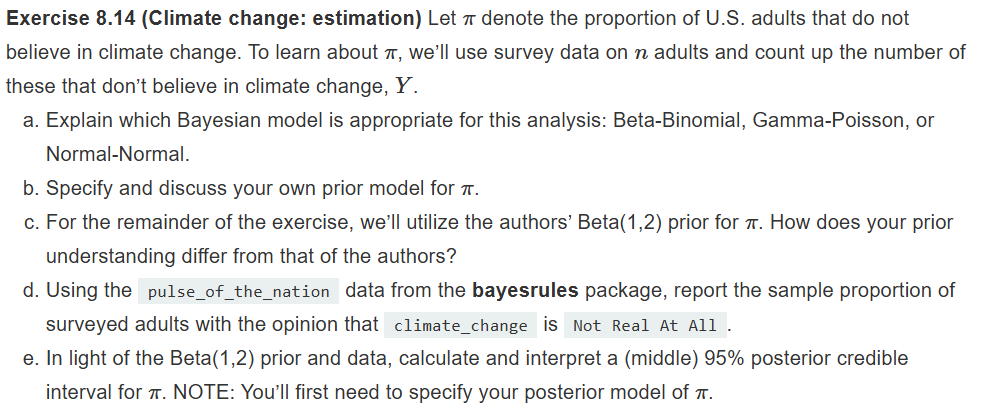 Exercise 8.14 (Climate change: estimation) Let π denote the proportion of U.S. adults that do not
believe in climate change. To learn about π, we’ll use survey data on n adults and count up the number of
these that don’t believe in climate change, Y.
a. Explain which Bayesian model is appropriate for this analysis: Beta-Binomial, Gamma-Poisson, or
Normal-Normal.
b. Specify and discuss your own prior model for π.
c. For the remainder of the exercise, we’ll utilize the authors’ Beta(1,2) prior for π. How does your prior
understanding differ from that of the authors?
d. Using the pulse_of_the_nation data from the bayesrules package, report the sample proportion of
surveyed adults with the opinion that climate_change is Not Real At All .
e. In light of the Beta(1,2) prior and data, calculate and interpret a (middle) 95% posterior credible
interval for π. NOTE: You’ll first need to specify your posterior model of π.